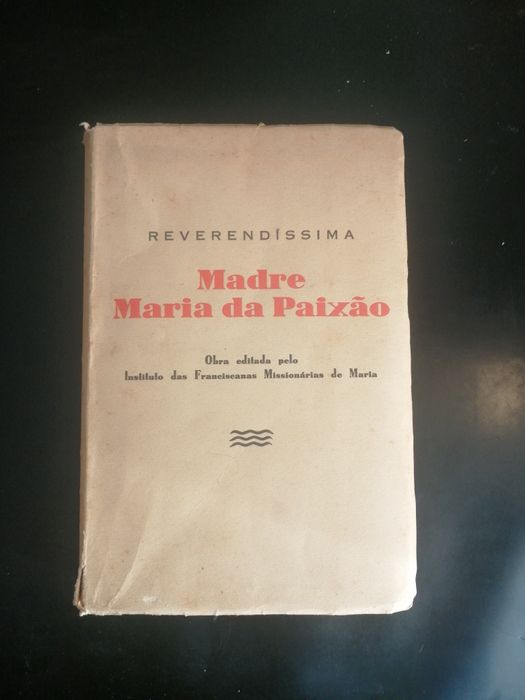 REVERENDÍSSIMA
Madre
Maria da Paixão
Obra editada pelo
Instituto das Franciscanas Missionárias de Maria